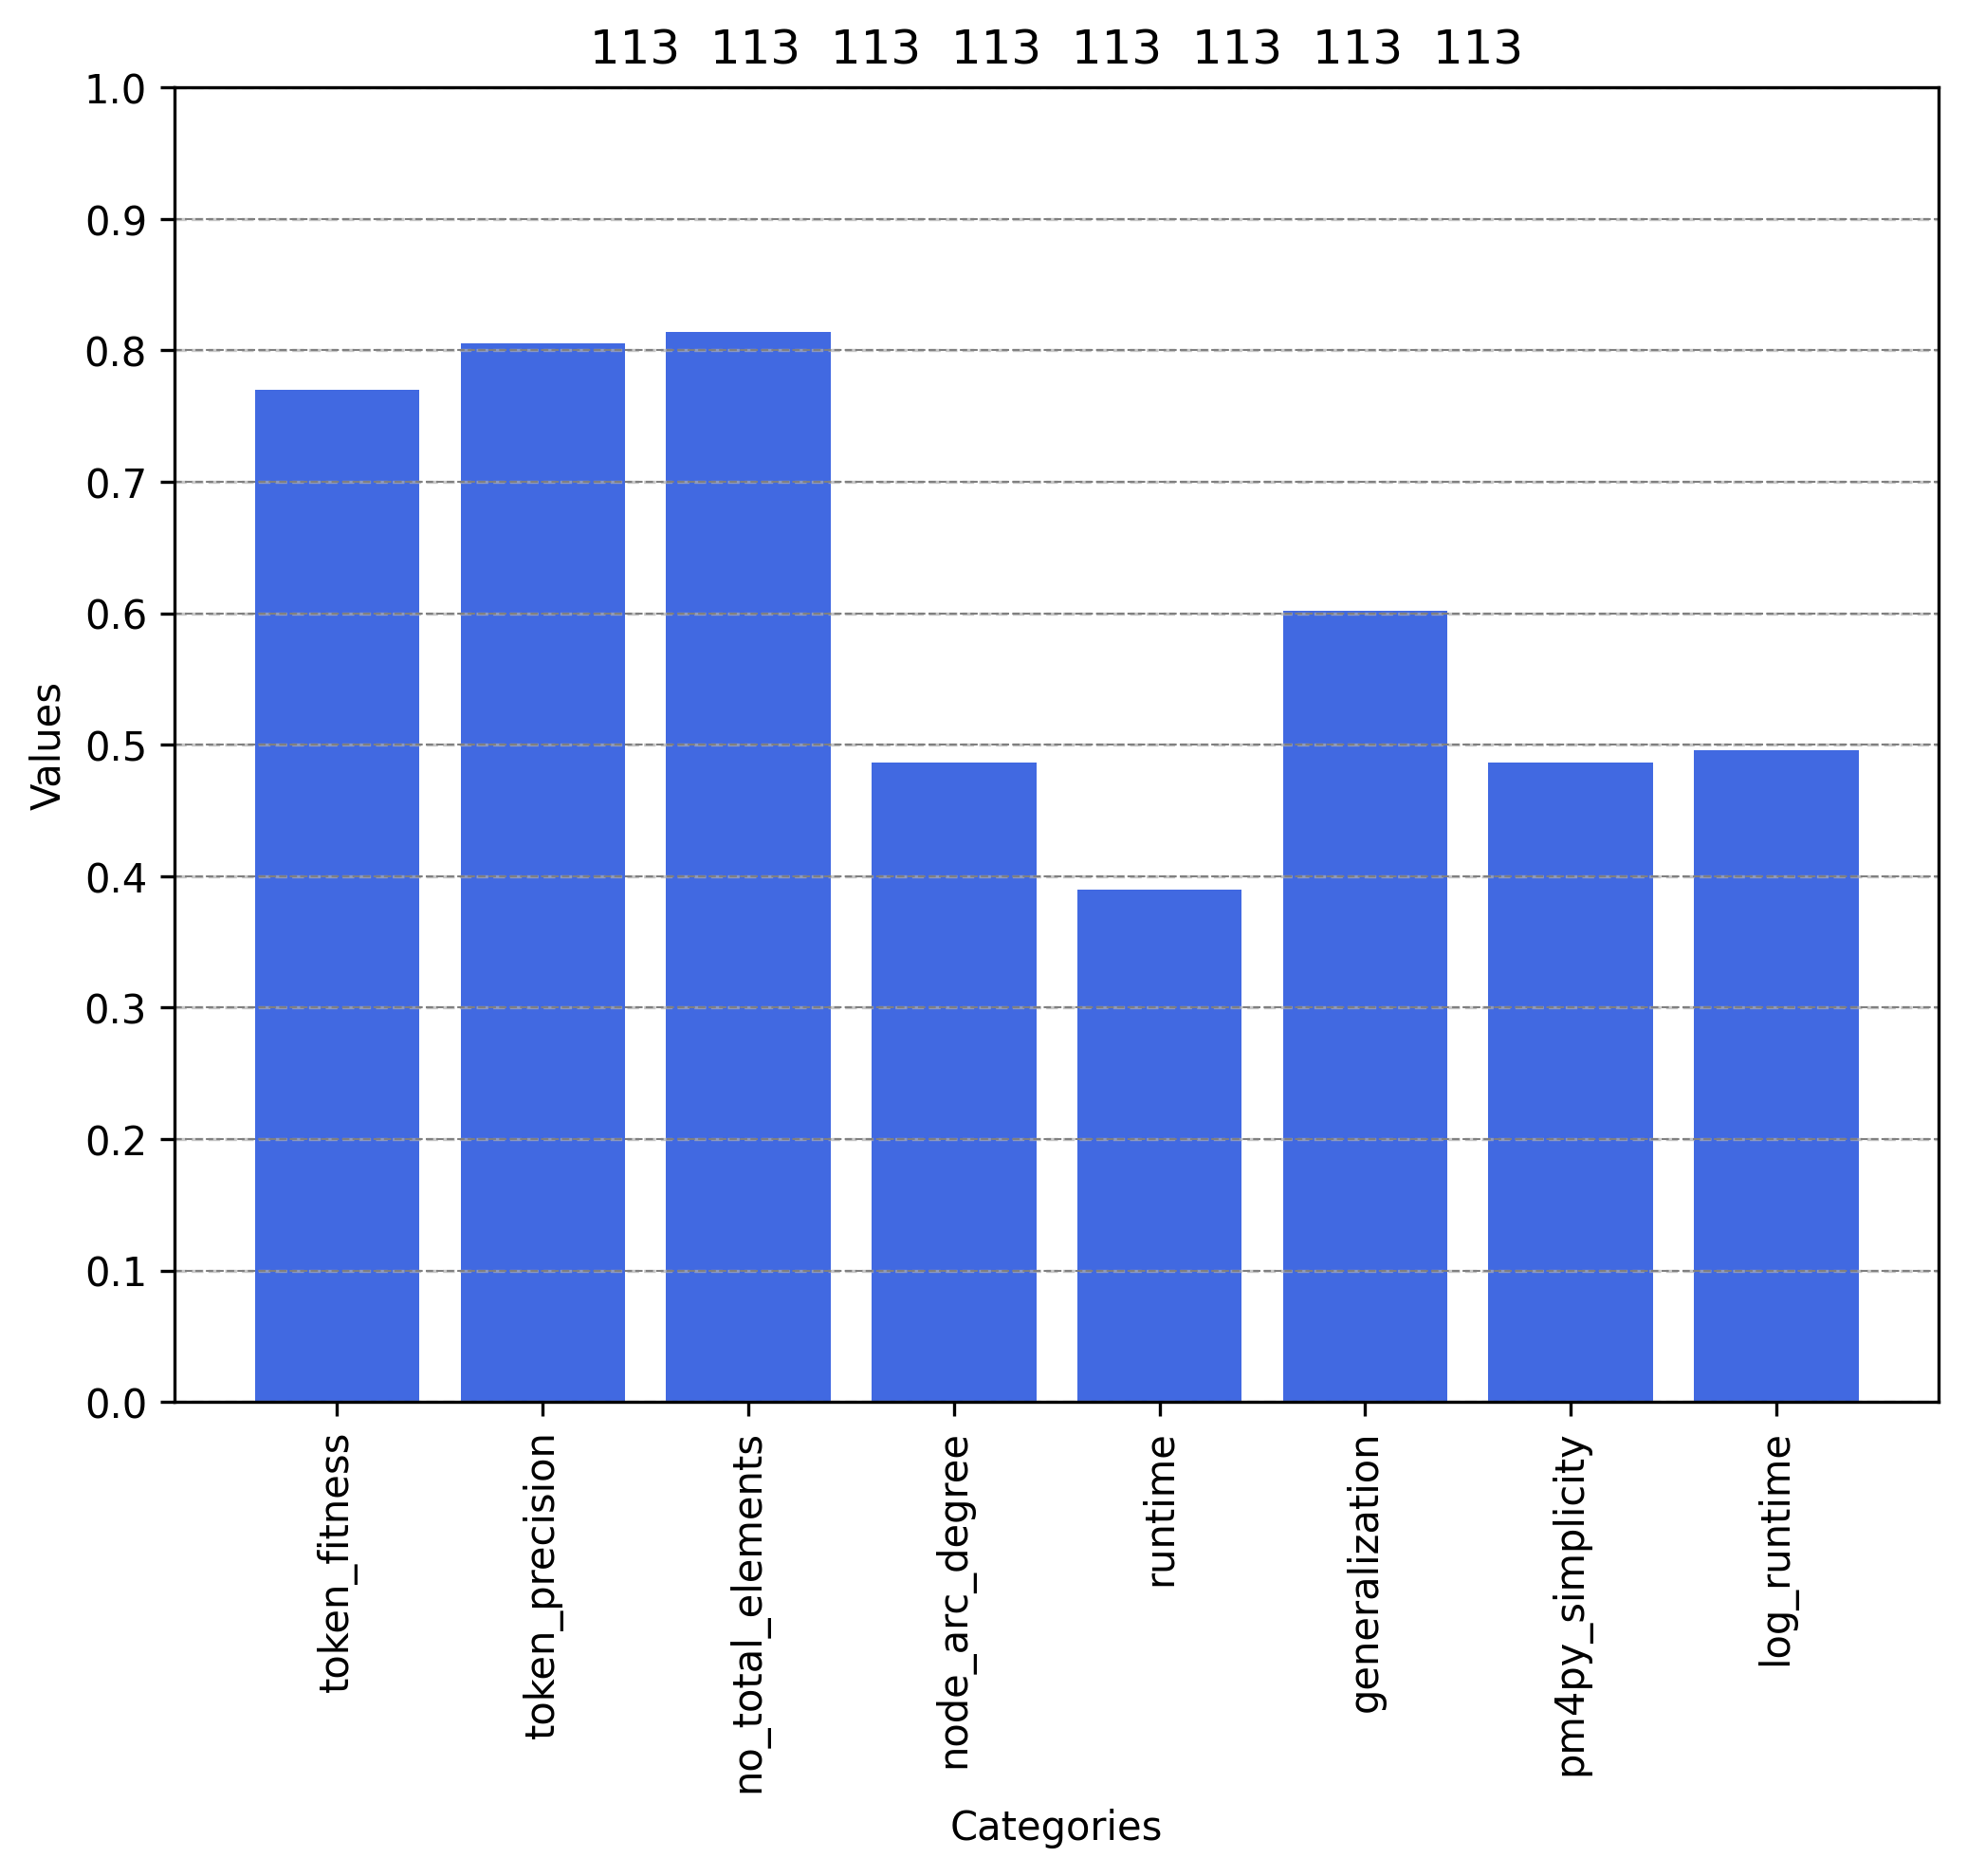 113 113 113 113 113 113 113 113
1.0
0.9
0.8
0.7
0.6
0.5
0.4
0.3
0.2
0.1
0.0
Values
token_fitness
token_precision
no_total_elements
node_arc_degree
runtime
generalization
pm4py_simplicity
log_runtime
Categories